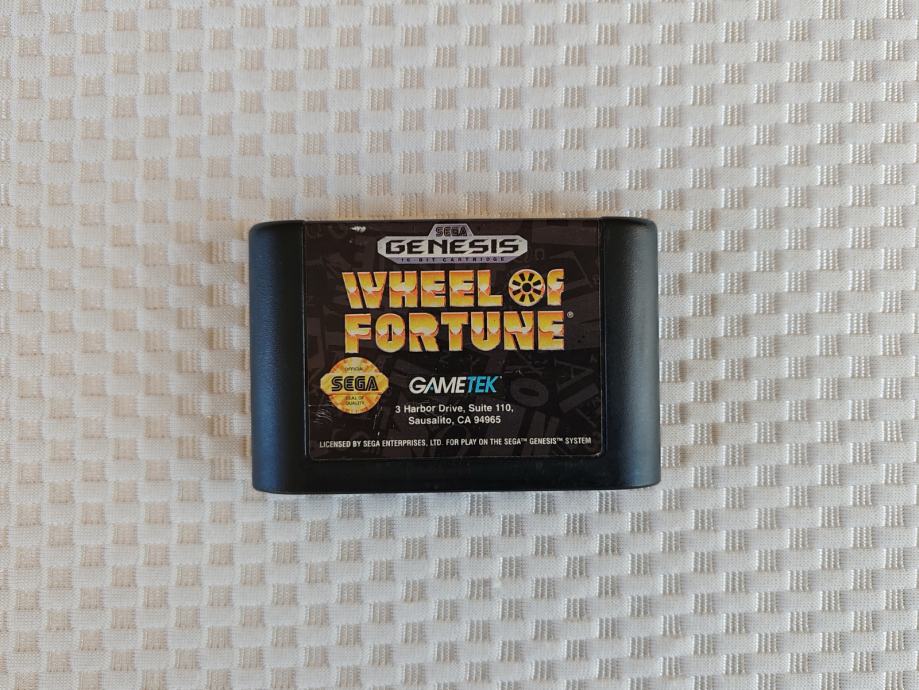 SEGA
GENESIS
16-BIT CARTRIDGE
WHEEL OF
FORTUNE®
OFFICIAL
SEGA
SEAL OF
QUALITY
GAMETEK
3 Harbor Drive, Suite 110,
Sausalito, CA 94965
LICENSED BY SEGA ENTERPRISES, LTD. FOR PLAY ON THE SEGA™ GENESIS™ SYSTEM